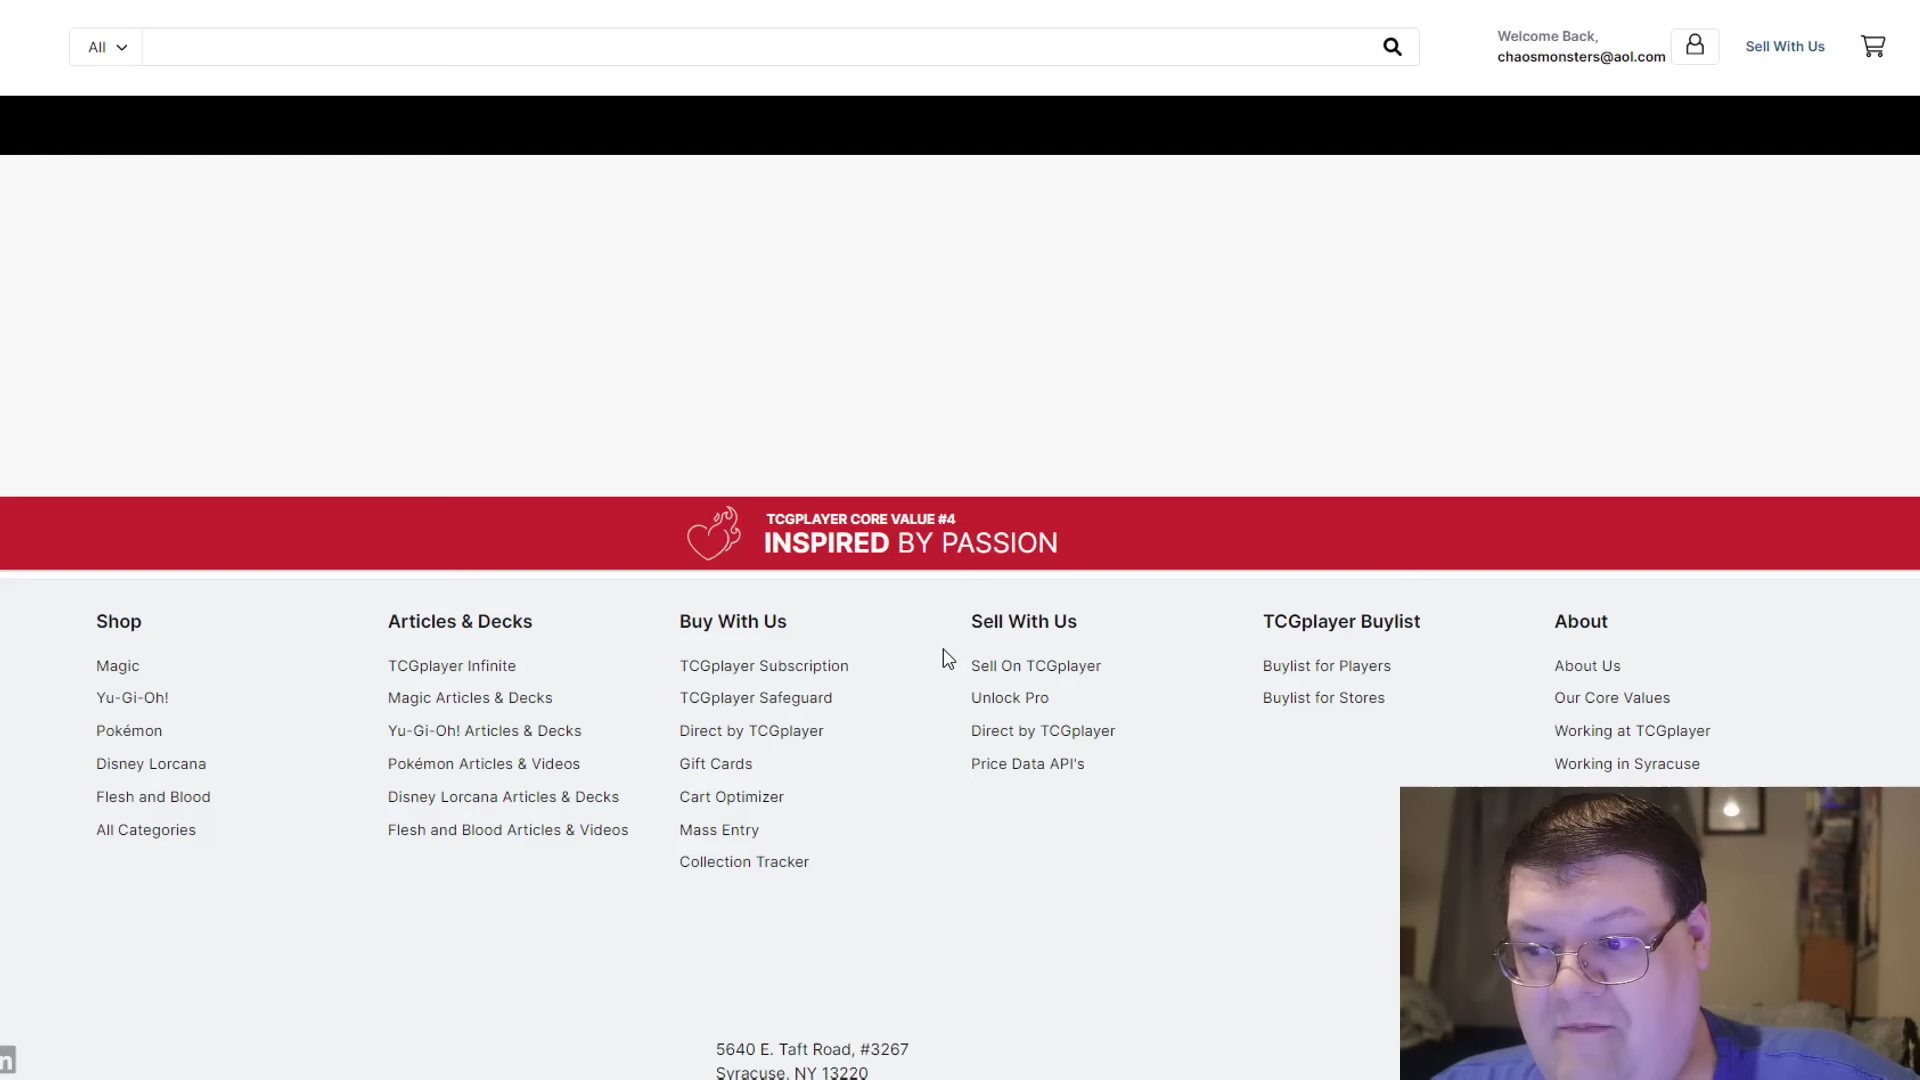 All
Welcome Back,
chaosmonsters@aol.com
Sell With Us
TCGPLAYER CORE VALUE #4
INSPIRED BY PASSION
Shop
Magic
Yu-Gi-Oh!
Pokémon
Disney Lorcana
Flesh and Blood
All Categories
Articles & Decks
TCGplayer Infinite
Magic Articles & Decks
Yu-Gi-Oh! Articles & Decks
Pokémon Articles & Videos
Disney Lorcana Articles & Decks
Flesh and Blood Articles & Videos
Buy With Us
TCGplayer Subscription
TCGplayer Safeguard
Direct by TCGplayer
Gift Cards
Cart Optimizer
Mass Entry
Collection Tracker
Sell With Us
Sell On TCGplayer
Unlock Pro
Direct by TCGplayer
Price Data API's
TCGplayer Buylist
Buylist for Players
Buylist for Stores
About
About Us
Our Core Values
Working at TCGplayer
Working in Syracuse
5640 E. Taft Road, #3267
Syracuse, NY 13220